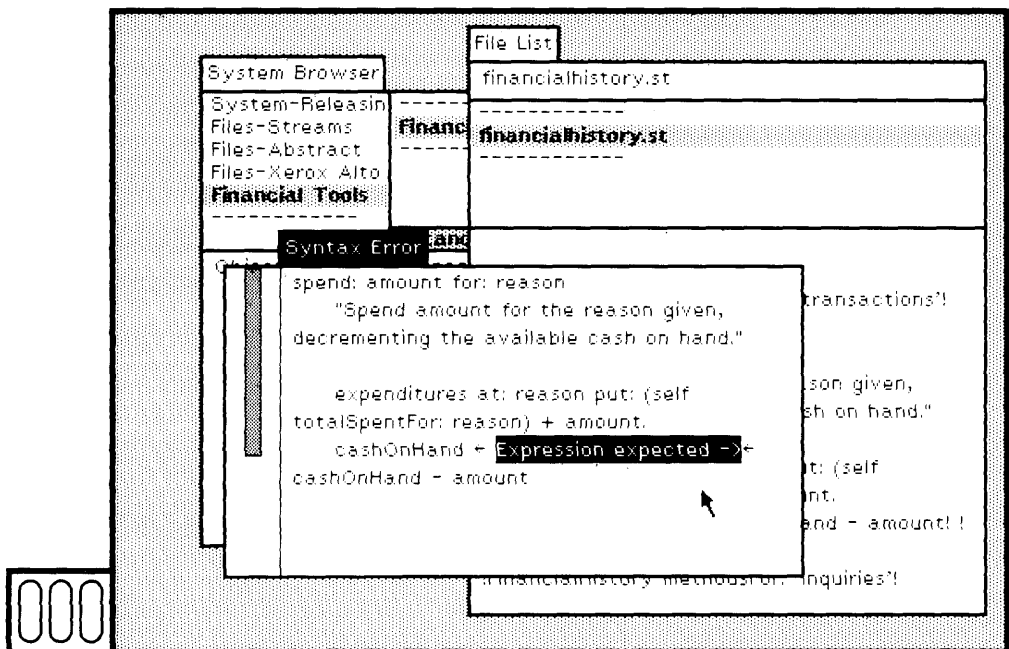 File List
System Browser
financialhistory.st
System-Releasin
Files-Streams
Files-Abstract
Files-Xerox Alto
Financial Tools
--------------
--------------
financialhistory.st
--------------
Financ
Syntax Error
spend: amount for: reason
"Spend amount for the reason given,
decrementing the available cash on hand."
expenditures at: reason put: (self
totalSpentFor: reason) + amount.
cashOnHand ← Expression expected ->←
cashOnHand - amount
transactions'!
son given,
sh on hand."
t: (self
nt.
and - amount! !
inquiries'!